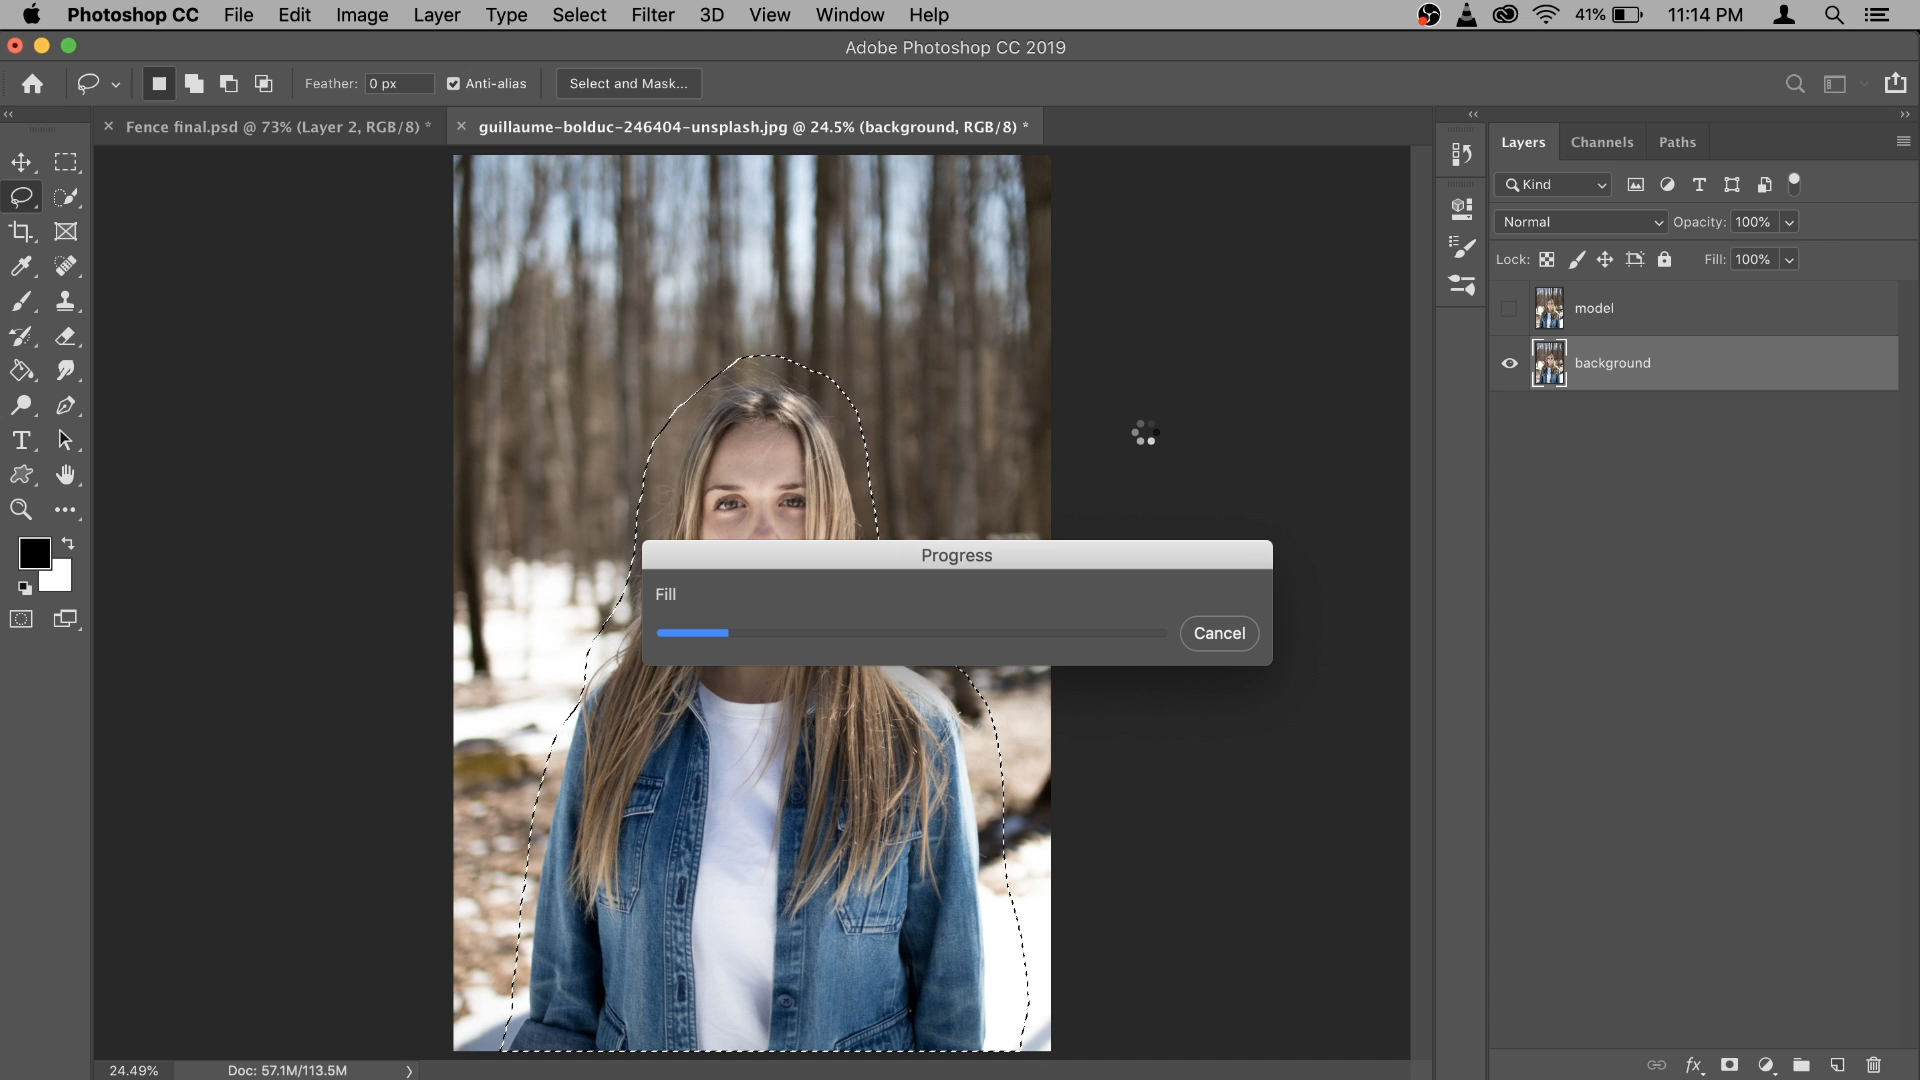 Photoshop CC File Edit Image Layer Type Select Filter 3D View Window Help 41% 11:14 PM
Adobe Photoshop CC 2019
Feather: 0 px Anti-alias Select and Mask...
Fence final.psd @ 73% (Layer 2, RGB/8) * guillaume-bolduc-246404-unsplash.jpg @ 24.5% (background, RGB/8) *
Layers Channels Paths
Kind
Normal Opacity: 100%
Lock: Fill: 100%
model
background
Progress
Fill
Cancel
24.49% Doc: 57.1M/113.5M